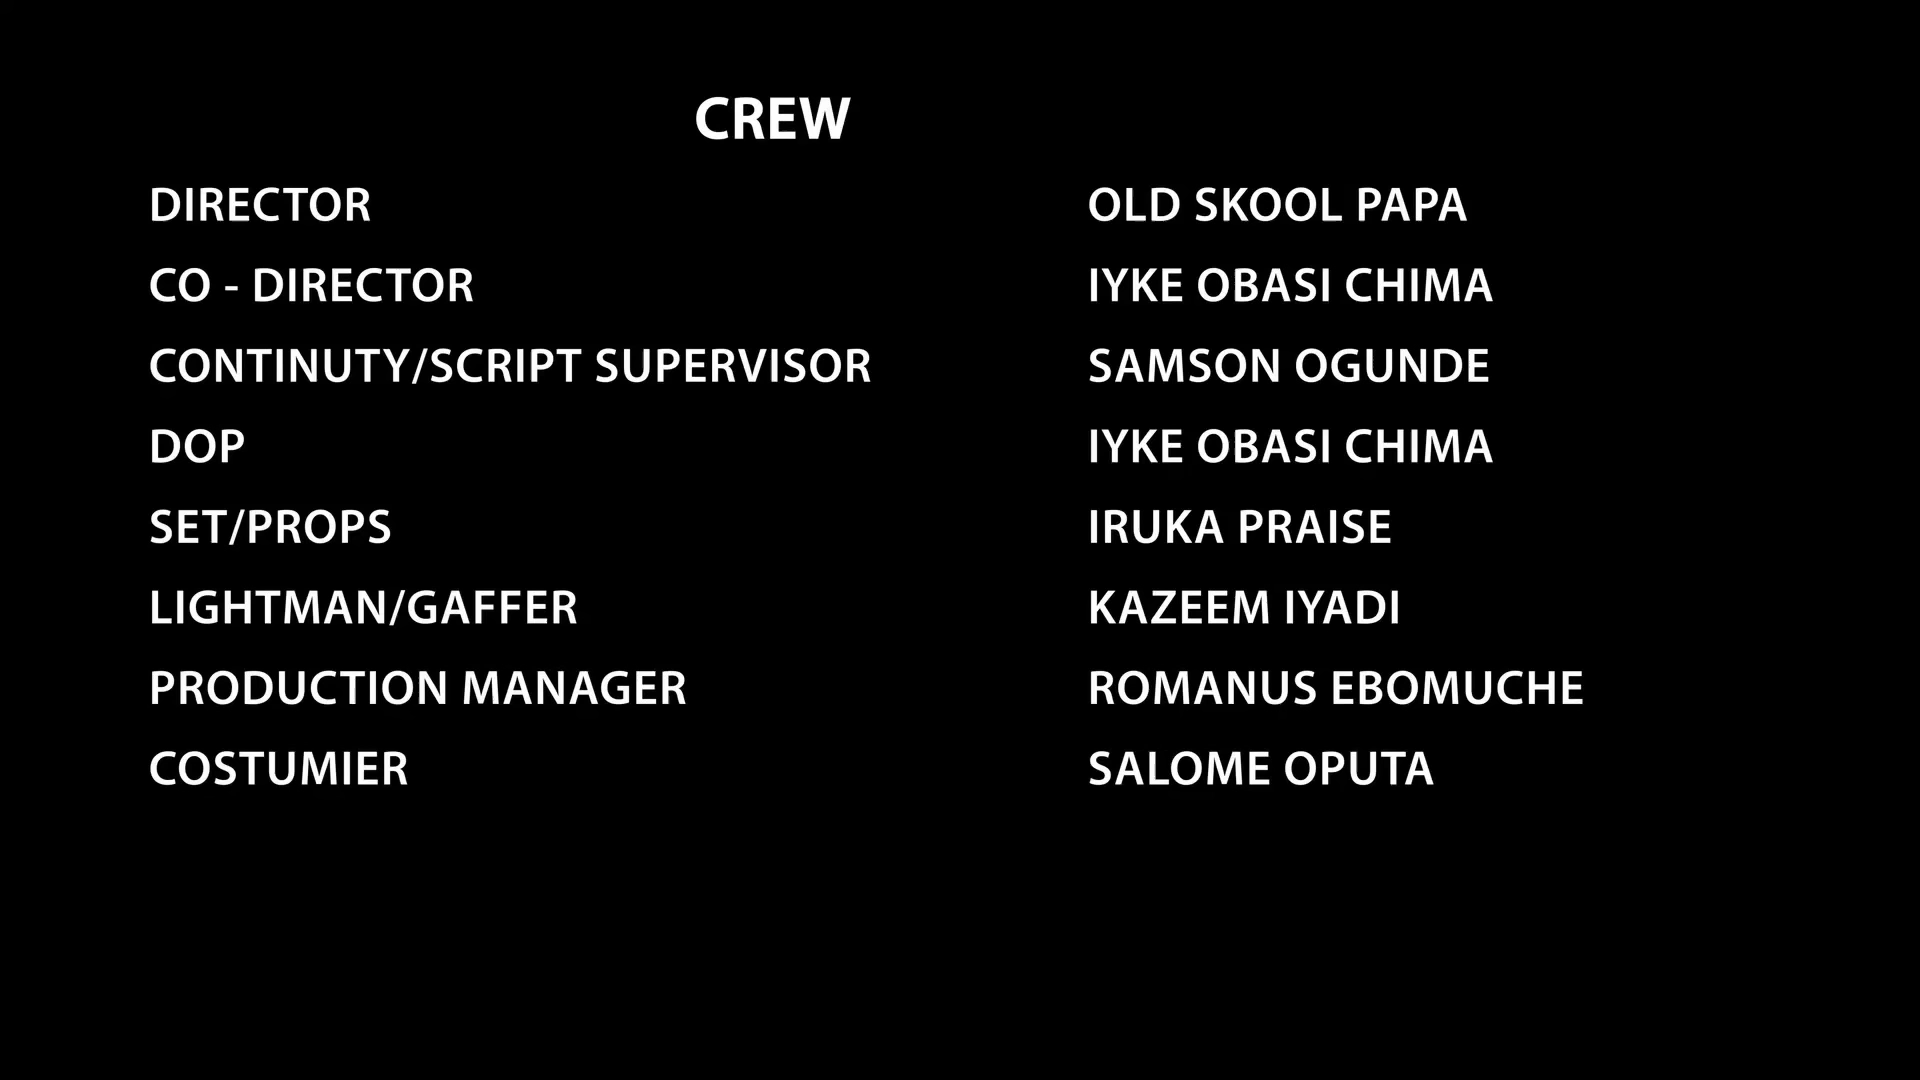 CREW
DIRECTOR OLD SKOOL PAPA
CO - DIRECTOR IYKE OBASI CHIMA
CONTINUTY/SCRIPT SUPERVISOR SAMSON OGUNDE
DOP IYKE OBASI CHIMA
SET/PROPS IRUKA PRAISE
LIGHTMAN/GAFFER KAZEEM IYADI
PRODUCTION MANAGER ROMANUS EBOMUCHE
COSTUMIER SALOME OPUTA